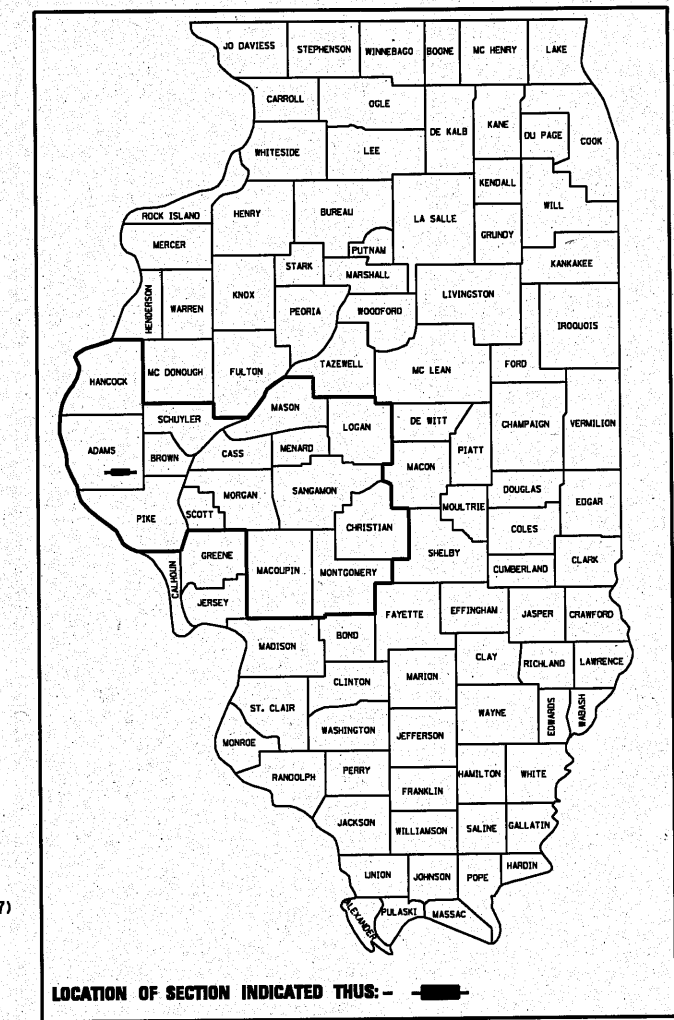 JO DAVIESS STEPHENSON WINNEBAGO BOONE MC HENRY LAKE
CARROLL OGLE DE KALB KANE DU PAGE COOK
WHITESIDE LEE
KENDALL
ROCK ISLAND HENRY BUREAU LA SALLE WILL
GRUNDY
MERCER PUTNAM
STARK MARSHALL KANKAKEE
HENDERSON WARREN KNOX PEORIA WOODFORD LIVINGSTON
IROQUOIS
HANCOCK MC DONOUGH FULTON TAZEWELL MC LEAN FORD
MASON
SCHUYLER LOGAN DE WITT CHAMPAIGN VERMILION
ADAMS BROWN CASS MENARD MACON PIATT
MORGAN SANGAMON DOUGLAS EDGAR
PIKE SCOTT CHRISTIAN MOULTRIE COLES
GREENE MACOUPIN MONTGOMERY SHELBY CUMBERLAND CLARK
CALHOUN JERSEY FAYETTE EFFINGHAM JASPER CRAWFORD
MADISON BOND
CLAY RICHLAND LAWRENCE
CLINTON MARION
ST. CLAIR WAYNE EDWARDS WABASH
MONROE WASHINGTON JEFFERSON
RANDOLPH PERRY HAMILTON WHITE
FRANKLIN
JACKSON WILLIAMSON SALINE GALLATIN
UNION JOHNSON POPE HARDIN
ALEXANDER PULASKI MASSAC
7)
LOCATION OF SECTION INDICATED THUS: -